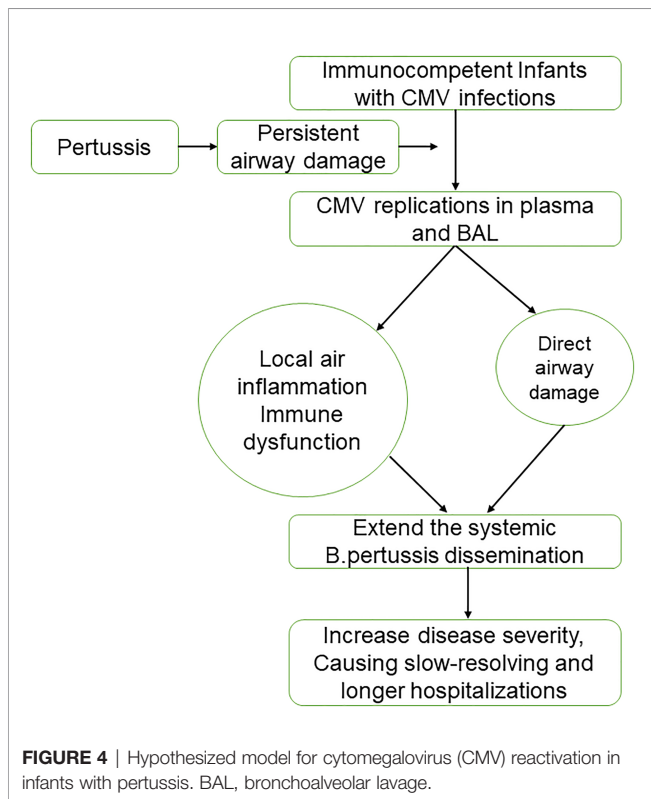 Immunocompetent Infants
with CMV infections
Pertussis
Persistent
airway damage
CMV replications in plasma
and BAL
Local air
inflammation
Immune
dysfunction
Direct
airway
damage
Extend the systemic
B.pertussis dissemination
Increase disease severity,
Causing slow-resolving and
longer hospitalizations
FIGURE 4 | Hypothesized model for cytomegalovirus (CMV) reactivation in
infants with pertussis. BAL, bronchoalveolar lavage.